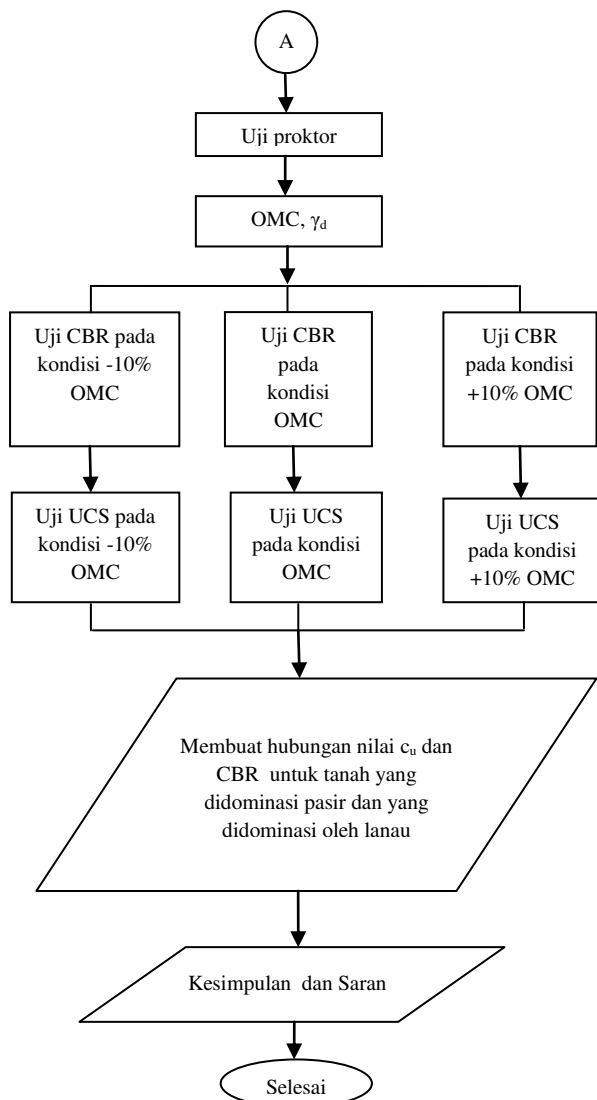 A
Uji proktor
OMC, γd
Uji CBR pada
kondisi -10%
OMC
Uji CBR
pada
kondisi
OMC
Uji CBR
pada kondisi
+10% OMC
Uji UCS pada
kondisi -10%
OMC
Uji UCS
pada kondisi
OMC
Uji UCS
pada kondisi
+10% OMC
Membuat hubungan nilai cu dan
CBR untuk tanah yang
didominasi pasir dan yang
didominasi oleh lanau
Kesimpulan dan Saran
Selesai